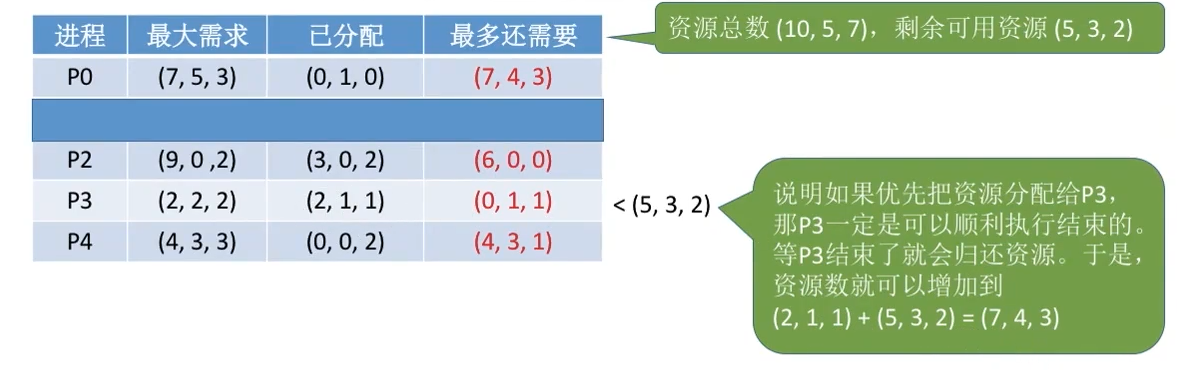 进程 最大需求 已分配 最多还需要
资源总数 (10, 5, 7)，剩余可用资源 (5, 3, 2)
P0 (7, 5, 3) (0, 1, 0) (7, 4, 3)
P2 (9, 0 ,2) (3, 0, 2) (6, 0, 0)
P3 (2, 2, 2) (2, 1, 1) (0, 1, 1)
P4 (4, 3, 3) (0, 0, 2) (4, 3, 1)
< (5, 3, 2)
说明如果优先把资源分配给P3，
那P3一定是可以顺利执行结束的。
等P3结束了就会归还资源。于是，
资源数就可以增加到
(2, 1, 1) + (5, 3, 2) = (7, 4, 3)